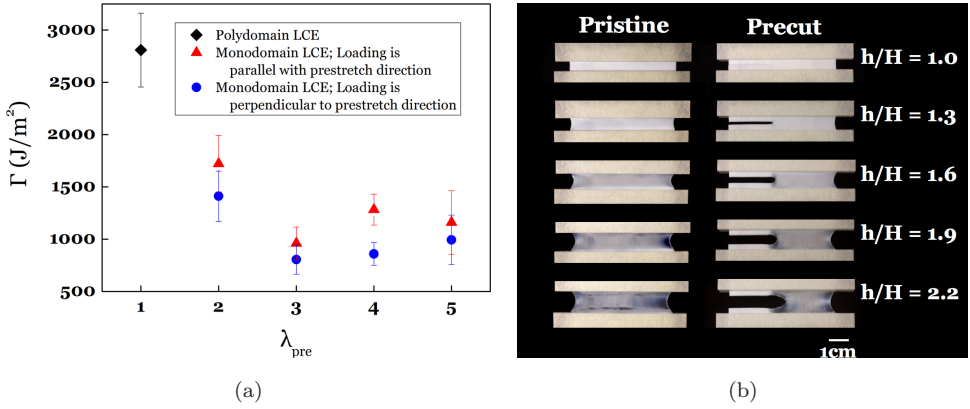 3000
2500
2000
1500
1000
500
Γ (J/m²)
Polydomain LCE
Monodomain LCE; Loading is
parallel with prestretch direction
Monodomain LCE; Loading is
perpendicular to prestretch direction
1 2 3 4 5
λpre
(a)
Pristine Precut
h/H = 1.0
h/H = 1.3
h/H = 1.6
h/H = 1.9
h/H = 2.2
1cm
(b)